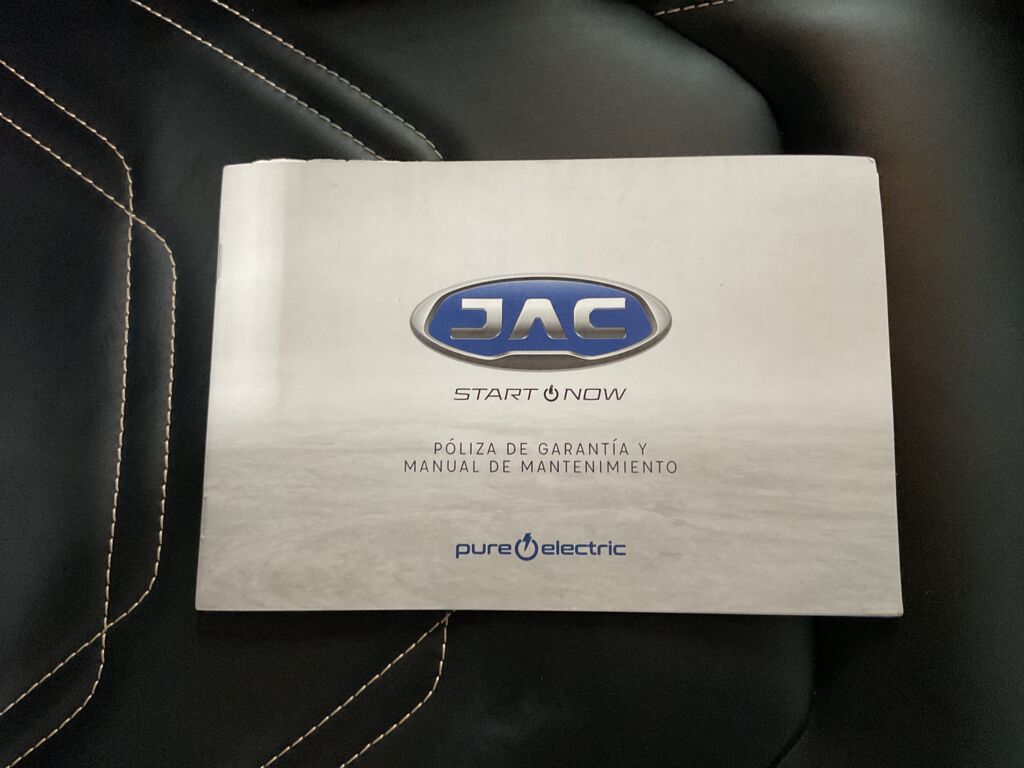 JAC
START NOW
PÓLIZA DE GARANTÍA Y
MANUAL DE MANTENIMIENTO
pure electric